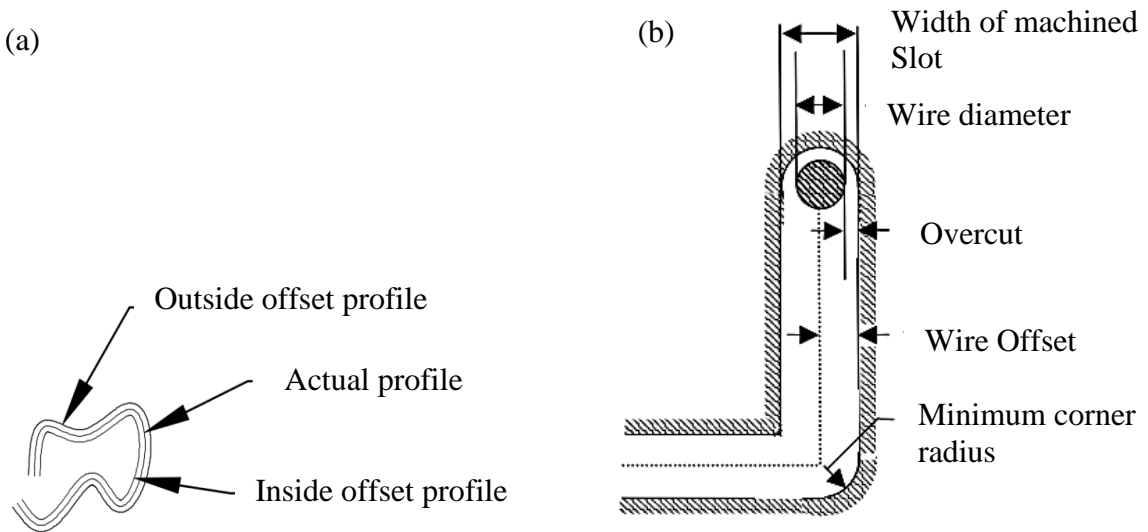 (a)
Outside offset profile
Actual profile
Inside offset profile
(b)
Width of machined
Slot
Wire diameter
Overcut
Wire Offset
Minimum corner
radius